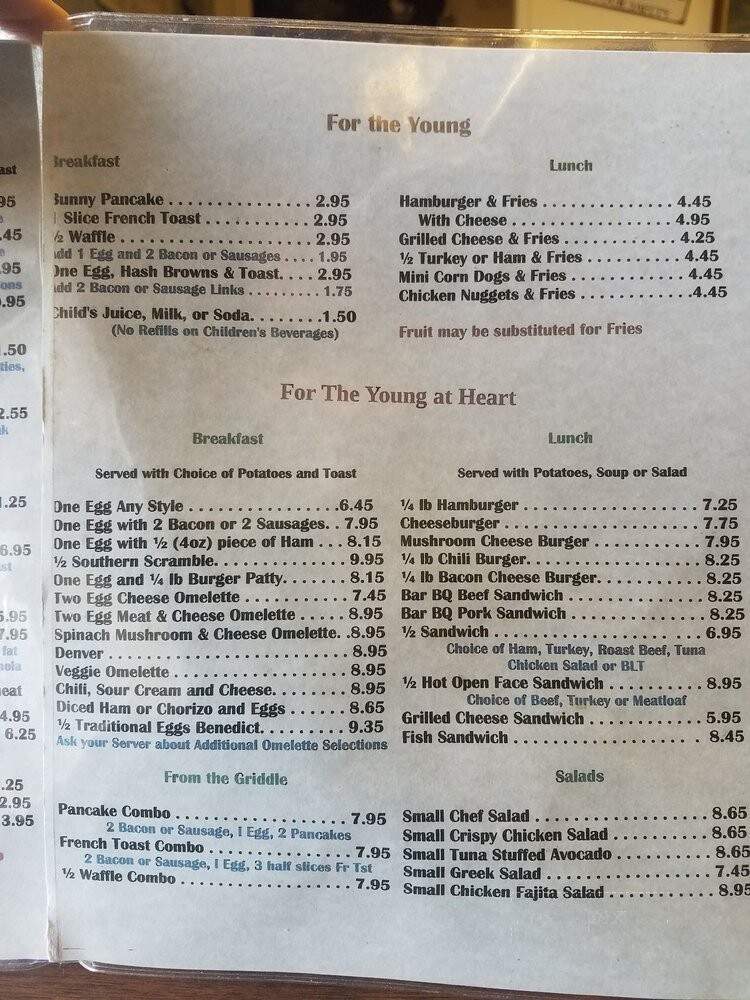 For the Young
Breakfast
Bunny Pancake . . . . . . . . . . . . . . 2.95
1 Slice French Toast . . . . . . . . . . . 2.95
½ Waffle . . . . . . . . . . . . . . . . . . . 2.95
Add 1 Egg and 2 Bacon or Sausages . . . . 1.95
One Egg, Hash Browns & Toast. . . . 2.95
Add 2 Bacon or Sausage Links . . . . . . . . . 1.75
Child's Juice, Milk, or Soda. . . . . . . .1.50
(No Refills on Children's Beverages)
Lunch
Hamburger & Fries . . . . . . . . . . . . . 4.45
With Cheese . . . . . . . . . . . . . . . . 4.95
Grilled Cheese & Fries . . . . . . . . . . . 4.25
½ Turkey or Ham & Fries . . . . . . . . . 4.45
Mini Corn Dogs & Fries . . . . . . . . . . . 4.45
Chicken Nuggets & Fries . . . . . . . . . .4.45
Fruit may be substituted for Fries
For The Young at Heart
Breakfast
Served with Choice of Potatoes and Toast
One Egg Any Style . . . . . . . . . . . . . . .6.45
One Egg with 2 Bacon or 2 Sausages. . 7.95
One Egg with ½ (4oz) piece of Ham . . . 8.15
½ Southern Scramble. . . . . . . . . . . . . 9.95
One Egg and ¼ lb Burger Patty. . . . . . 8.15
Two Egg Cheese Omelette . . . . . . . . . . 7.45
Two Egg Meat & Cheese Omelette . . . . . 8.95
Spinach Mushroom & Cheese Omelette. .8.95
Denver . . . . . . . . . . . . . . . . . . . . . . . 8.95
Veggie Omelette . . . . . . . . . . . . . . . . . 8.95
Chili, Sour Cream and Cheese. . . . . . . . 8.95
Diced Ham or Chorizo and Eggs . . . . . . 8.65
½ Traditional Eggs Benedict. . . . . . . . . 9.35
Ask your Server about Additional Omelette Selections
Lunch
Served with Potatoes, Soup or Salad
¼ lb Hamburger . . . . . . . . . . . . . . . . . 7.25
Cheeseburger . . . . . . . . . . . . . . . . . . . 7.75
Mushroom Cheese Burger . . . . . . . . . . . 7.95
¼ lb Chili Burger. . . . . . . . . . . . . . . . . 8.25
¼ lb Bacon Cheese Burger. . . . . . . . . . 8.25
Bar BQ Beef Sandwich . . . . . . . . . . . . . 8.25
Bar BQ Pork Sandwich . . . . . . . . . . . . . 8.25
½ Sandwich . . . . . . . . . . . . . . . . . . . . 6.95
Choice of Ham, Turkey, Roast Beef, Tuna
Chicken Salad or BLT
½ Hot Open Face Sandwich . . . . . . . . . 8.95
Choice of Beef, Turkey or Meatloaf
Grilled Cheese Sandwich . . . . . . . . . . . 5.95
Fish Sandwich . . . . . . . . . . . . . . . . . . 8.45
From the Griddle
Pancake Combo . . . . . . . . . . . . . . . . . 7.95
2 Bacon or Sausage, 1 Egg, 2 Pancakes
French Toast Combo . . . . . . . . . . . . . . 7.95
2 Bacon or Sausage, 1 Egg, 3 half slices Fr Tst
½ Waffle Combo . . . . . . . . . . . . . . . . . 7.95
Salads
Small Chef Salad . . . . . . . . . . . . . . . . . 8.65
Small Crispy Chicken Salad . . . . . . . . . . 8.65
Small Tuna Stuffed Avocado . . . . . . . . . . 8.65
Small Greek Salad . . . . . . . . . . . . . . . . 7.45
Small Chicken Fajita Salad . . . . . . . . . . . 8.95